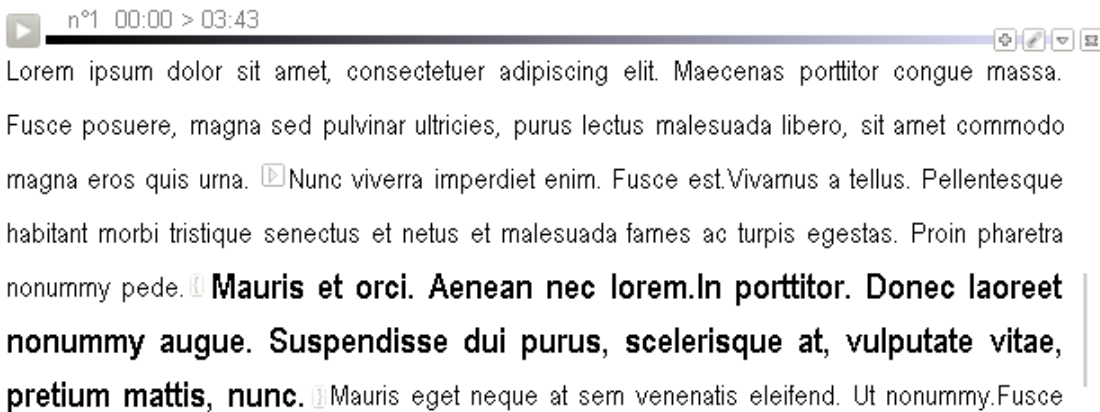 n°1 00:00 > 03:43
Lorem ipsum dolor sit amet, consectetuer adipiscing elit. Maecenas porttitor congue massa.
Fusce posuere, magna sed pulvinar ultricies, purus lectus malesuada libero, sit amet commodo
magna eros quis urna. Nunc viverra imperdiet enim. Fusce est.Vivamus a tellus. Pellentesque
habitant morbi tristique senectus et netus et malesuada fames ac turpis egestas. Proin pharetra
nonummy pede. { Mauris et orci. Aenean nec lorem.In porttitor. Donec laoreet
nonummy augue. Suspendisse dui purus, scelerisque at, vulputate vitae,
pretium mattis, nunc. } Mauris eget neque at sem venenatis eleifend. Ut nonummy.Fusce